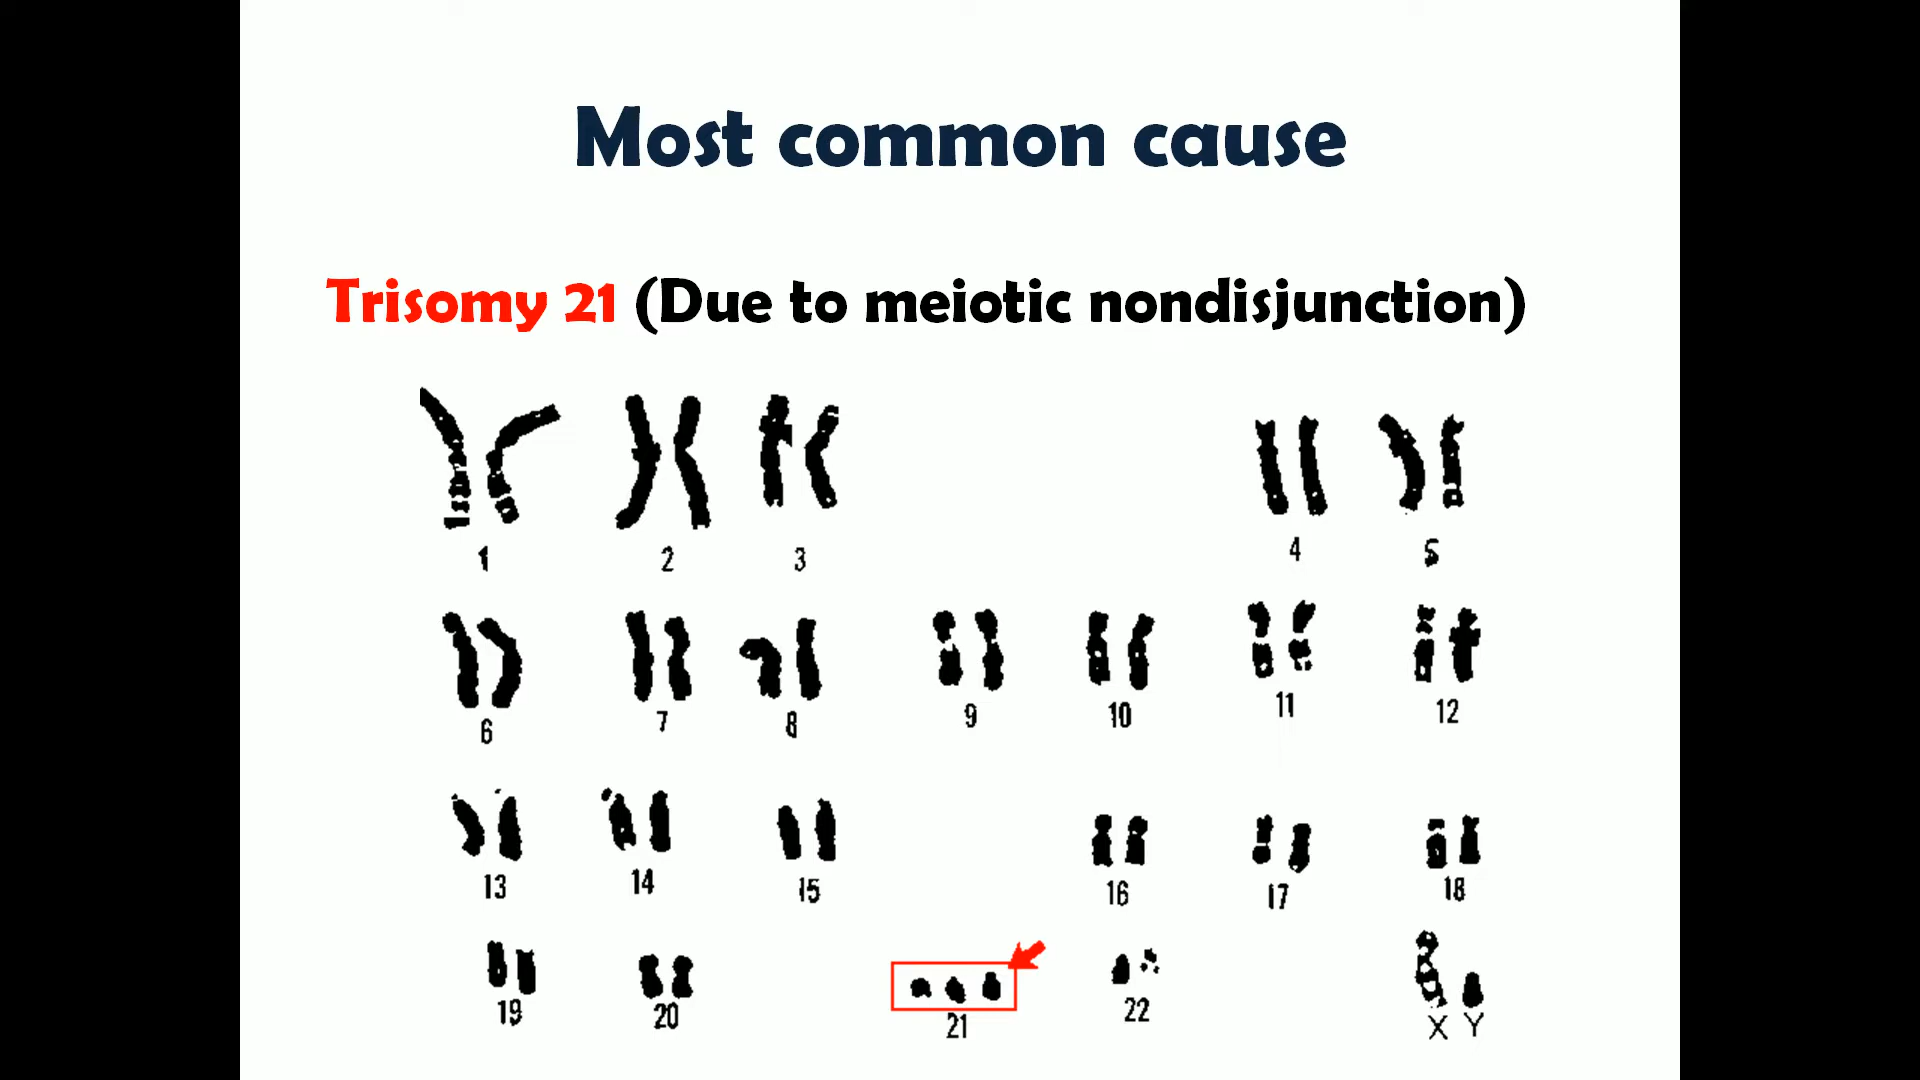 Most common cause
Trisomy 21 (Due to meiotic nondisjunction)
1 2 3 4 5
6 7 8 9 10 11 12
13 14 15 16 17 18
19 20 21 22 X Y